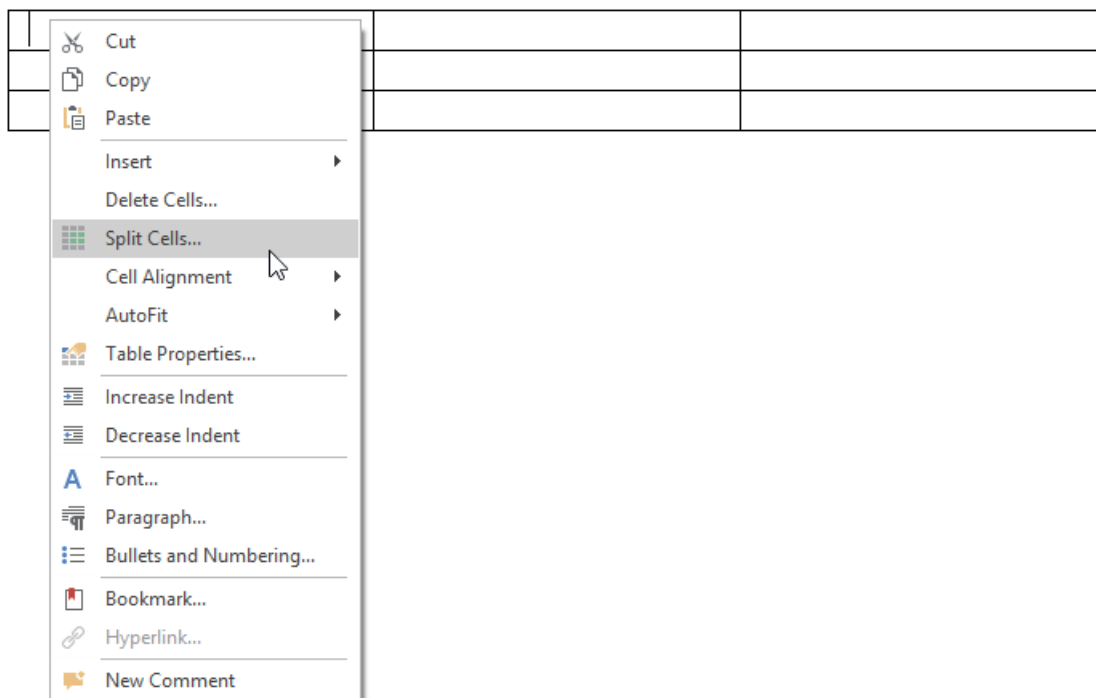 Cut
Copy
Paste
Insert
Delete Cells...
Split Cells...
Cell Alignment
AutoFit
Table Properties...
Increase Indent
Decrease Indent
Font...
Paragraph...
Bullets and Numbering...
Bookmark...
Hyperlink...
New Comment